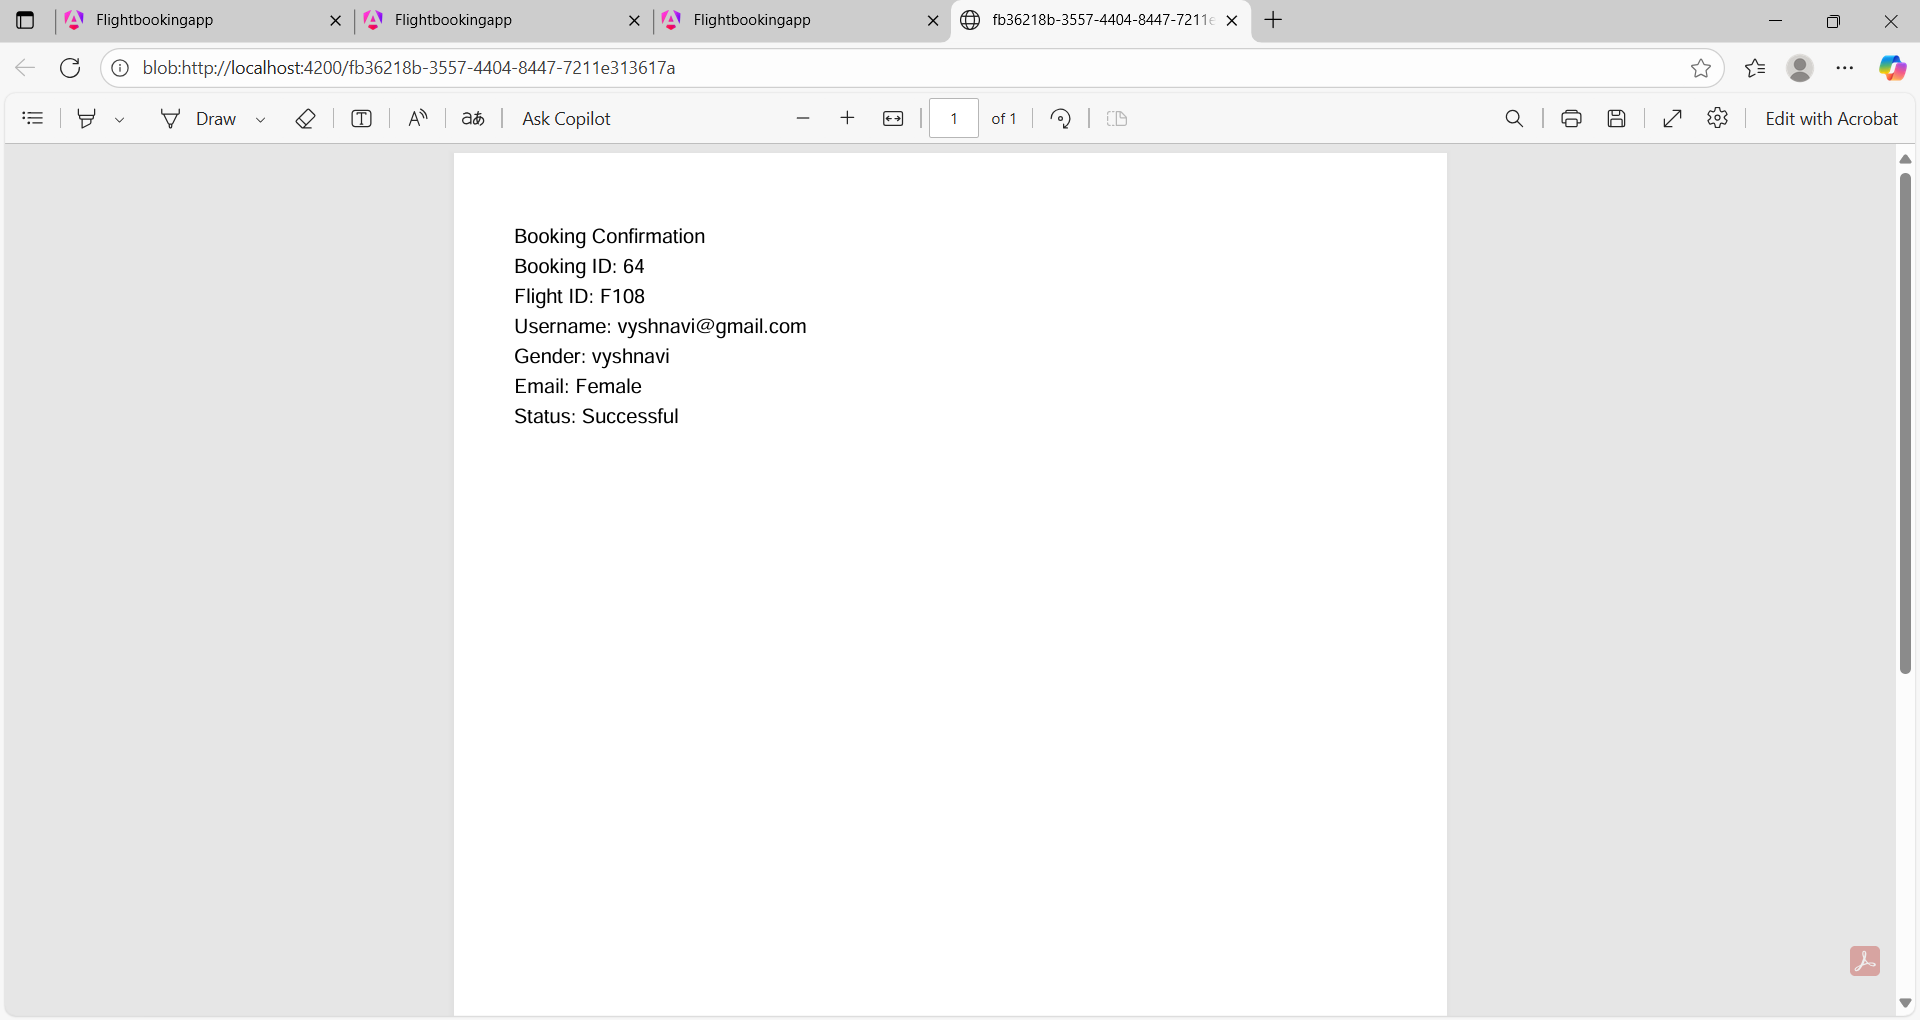 Flightbookingapp
Flightbookingapp
Flightbookingapp
fb36218b-3557-4404-8447-7211e
blob:http://localhost:4200/fb36218b-3557-4404-8447-7211e313617a
Draw
aあ
Ask Copilot
1 of 1
Edit with Acrobat
Booking Confirmation
Booking ID: 64
Flight ID: F108
Username: vyshnavi@gmail.com
Gender: vyshnavi
Email: Female
Status: Successful